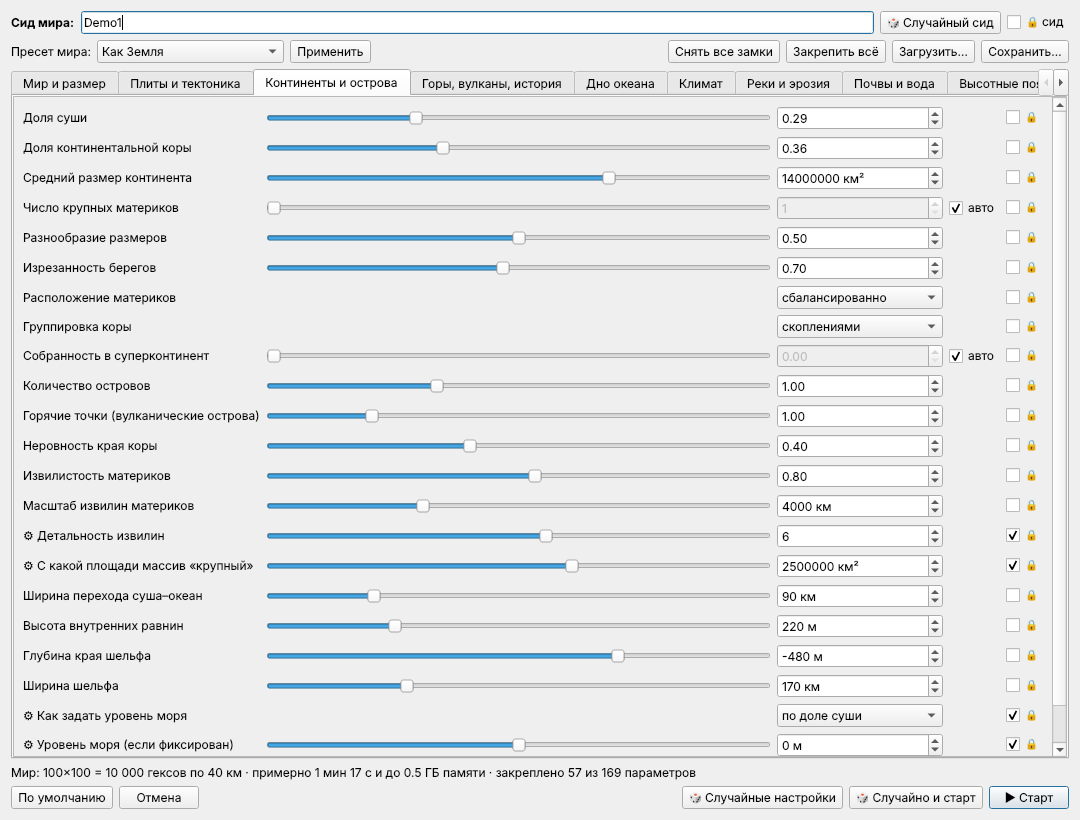 Сид мира: Demo1 🎲 Случайный сид 🔒 сид
Пресет мира: Как Земля Применить Снять все замки Закрепить всё Загрузить... Сохранить...
Мир и размер Плиты и тектоника Континенты и острова Горы, вулканы, история Дно океана Климат Реки и эрозия Почвы и вода Высотные
Доля суши 0.29
Доля континентальной коры 0.36
Средний размер континента 14000000 км²
Число крупных материков 1 авто
Разнообразие размеров 0.50
Изрезанность берегов 0.70
Расположение материков сбалансированно
Группировка коры скоплениями
Собранность в суперконтинент 0.00 авто
Количество островов 1.00
Горячие точки (вулканические острова) 1.00
Неровность края коры 0.40
Извилистость материков 0.80
Масштаб извилин материков 4000 км
⚙ Детальность извилин 6
⚙ С какой площади массив «крупный» 2500000 км²
Ширина перехода суша–океан 90 км
Высота внутренних равнин 220 м
Глубина края шельфа -480 м
Ширина шельфа 170 км
⚙ Как задать уровень моря по доле суши
⚙ Уровень моря (если фиксирован) 0 м
Мир: 100×100 = 10 000 гексов по 40 км · примерно 1 мин 17 с и до 0.5 ГБ памяти · закреплено 57 из 169 параметров
По умолчанию Отмена 🎲 Случайные настройки 🎲 Случайно и старт ▶ Старт